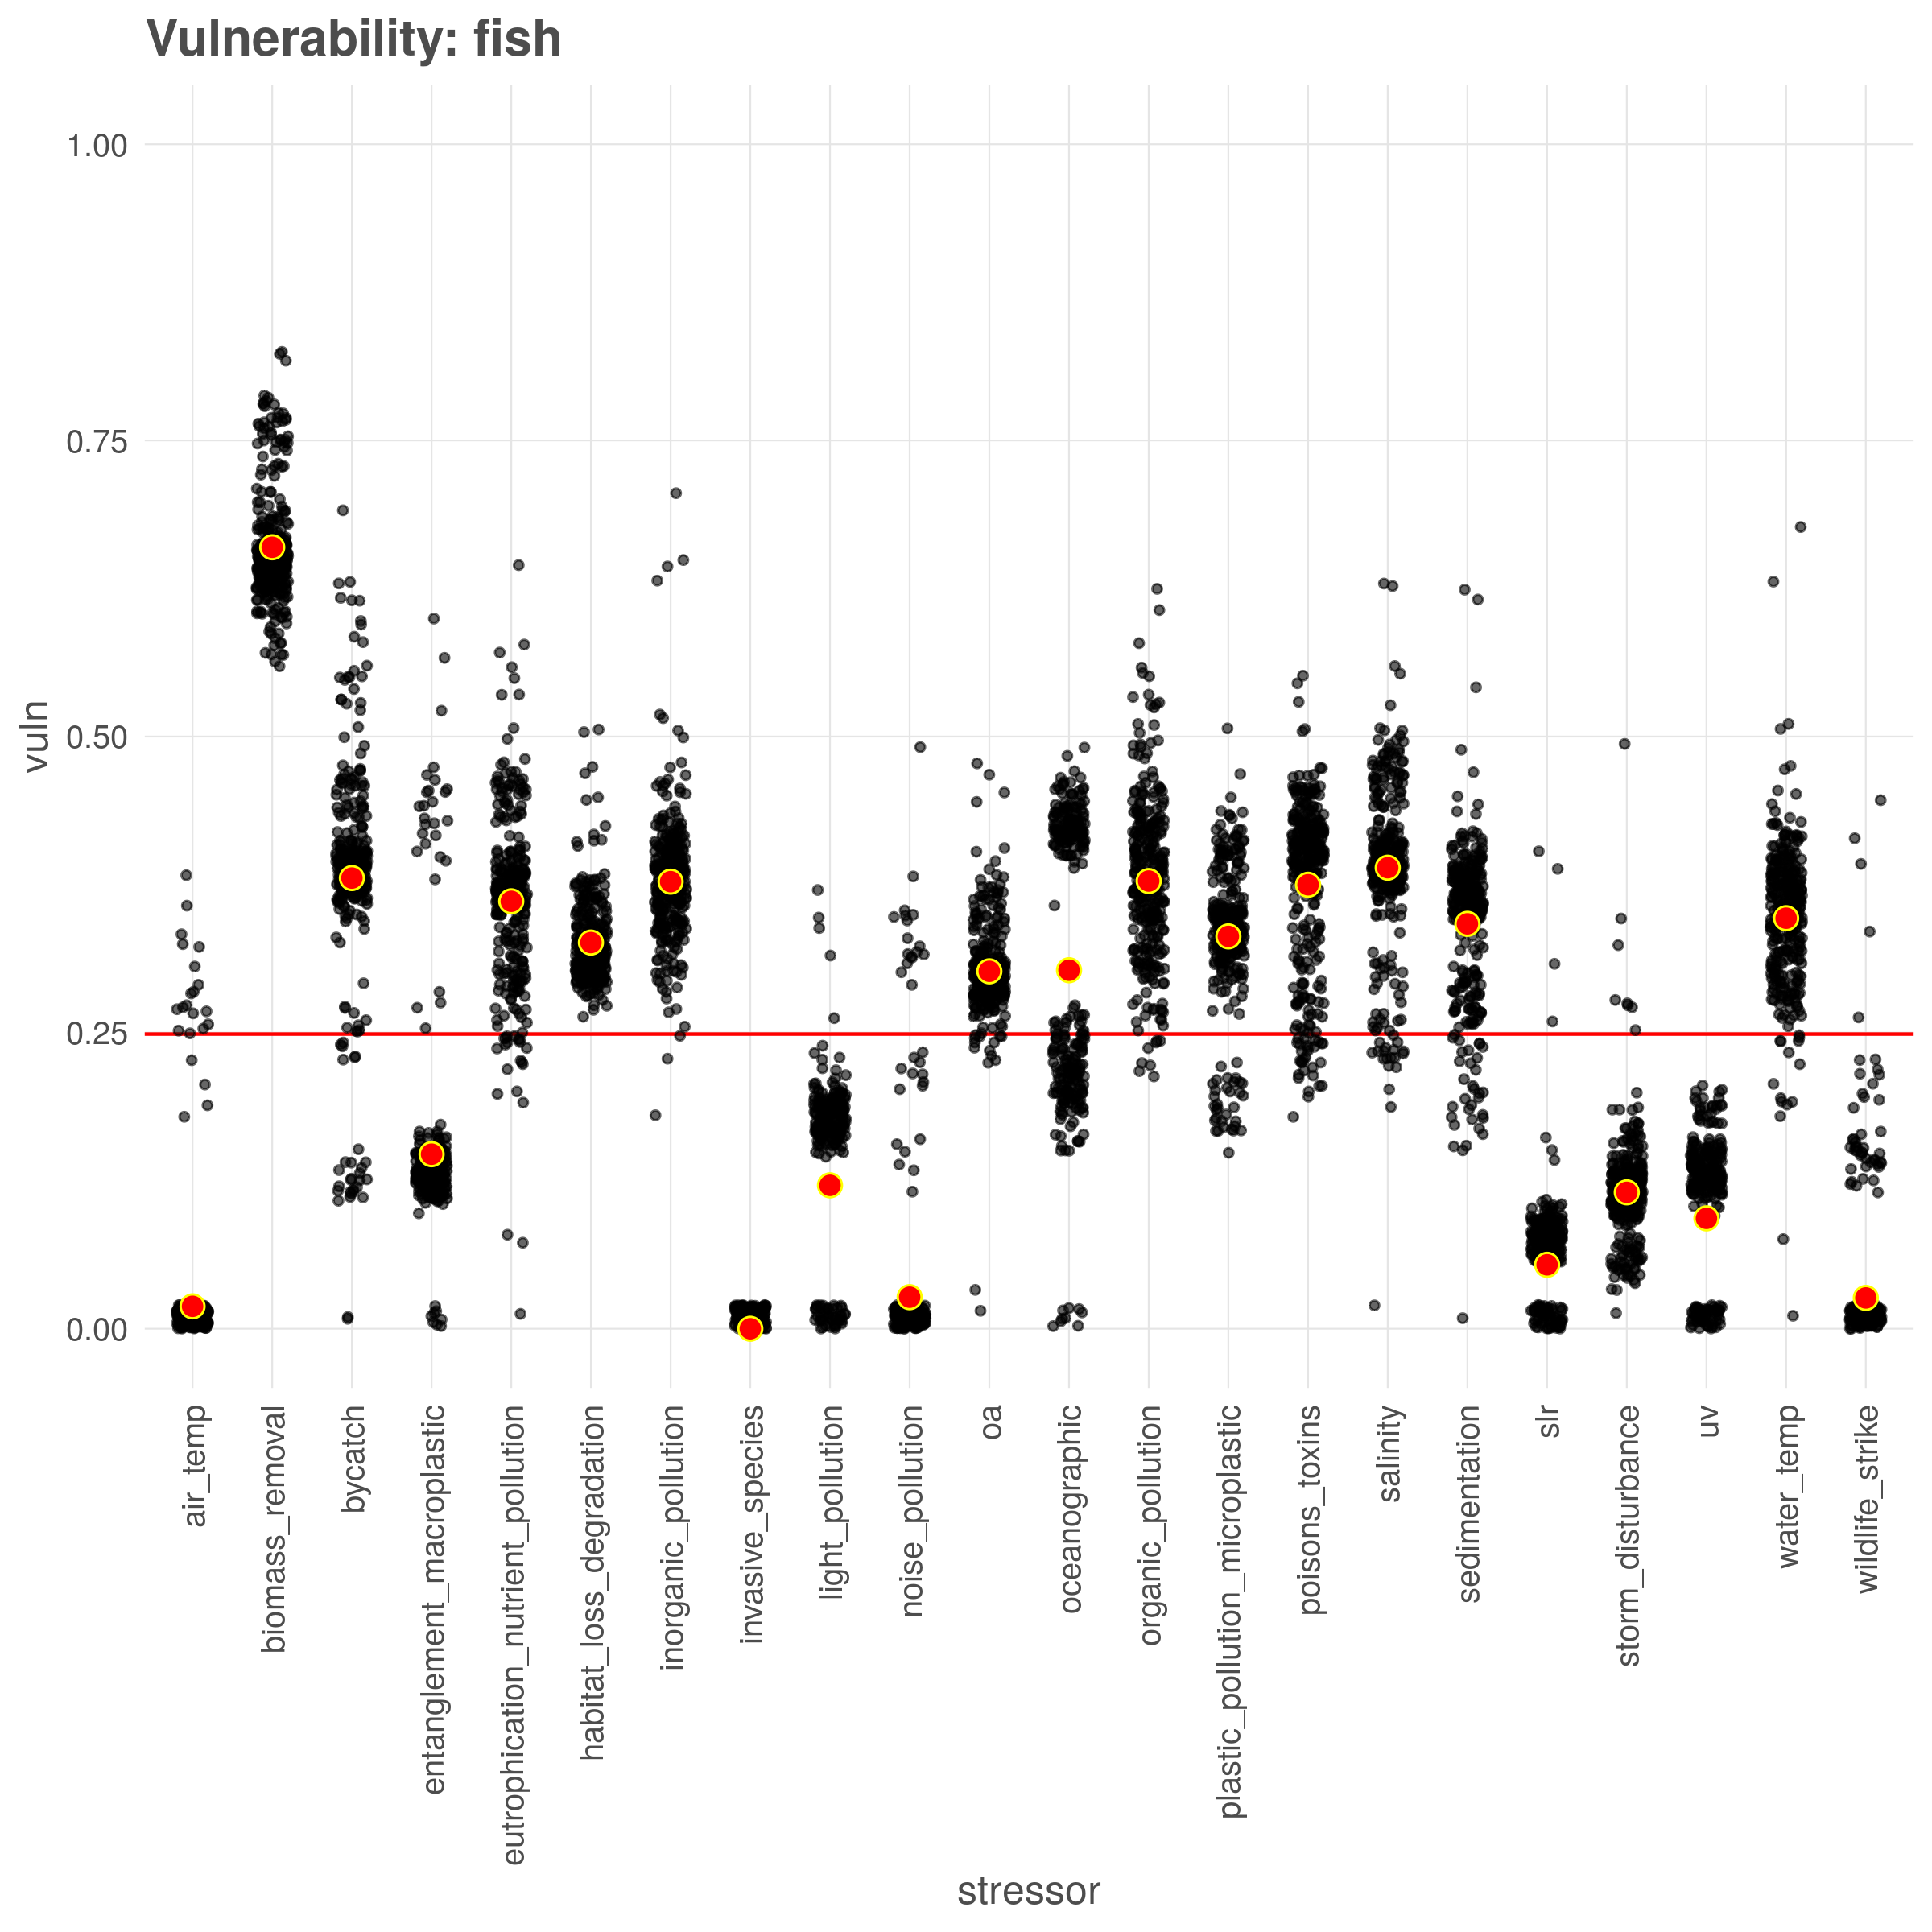 Vulnerability: fish
1.00
0.75
0.50
0.25
0.00
vuln
air_temp
biomass_removal
bycatch
entanglement_macroplastic
eutrophication_nutrient_pollution
habitat_loss_degradation
inorganic_pollution
invasive_species
light_pollution
noise_pollution
oa
oceanographic
organic_pollution
plastic_pollution_microplastic
poisons_toxins
salinity
sedimentation
slr
storm_disturbance
uv
water_temp
wildlife_strike
stressor